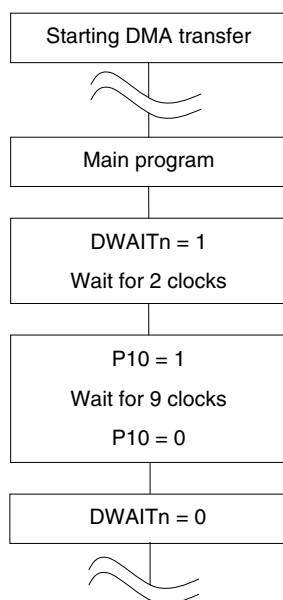 Starting DMA transfer
Main program
DWAITn = 1
Wait for 2 clocks
P10 = 1
Wait for 9 clocks
P10 = 0
DWAITn = 0